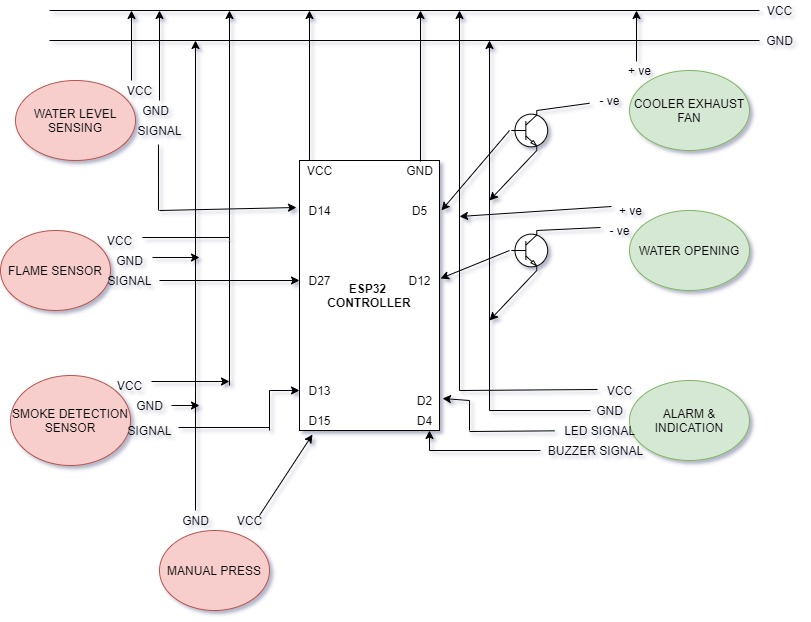 VCC
GND
+ ve
VCC
GND
SIGNAL
WATER LEVEL
SENSING
- ve
COOLER EXHAUST
FAN
VCC
GND
D14
D5
+ ve
- ve
WATER OPENING
VCC
GND
SIGNAL
FLAME SENSOR
D27
D12
ESP32
CONTROLLER
VCC
GND
SIGNAL
SMOKE DETECTION
SENSOR
D13
D2
D15
D4
VCC
GND
LED SIGNAL
BUZZER SIGNAL
ALARM &
INDICATION
GND
VCC
MANUAL PRESS